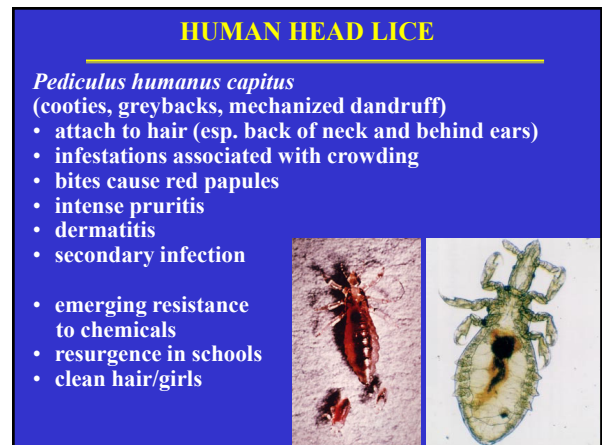 HUMAN HEAD LICE
Pediculus humanus capitus
(cooties, greybacks, mechanized dandruff)
• attach to hair (esp. back of neck and behind ears)
• infestations associated with crowding
• bites cause red papules
• intense pruritis
• dermatitis
• secondary infection
• emerging resistance
to chemicals
• resurgence in schools
• clean hair/girls